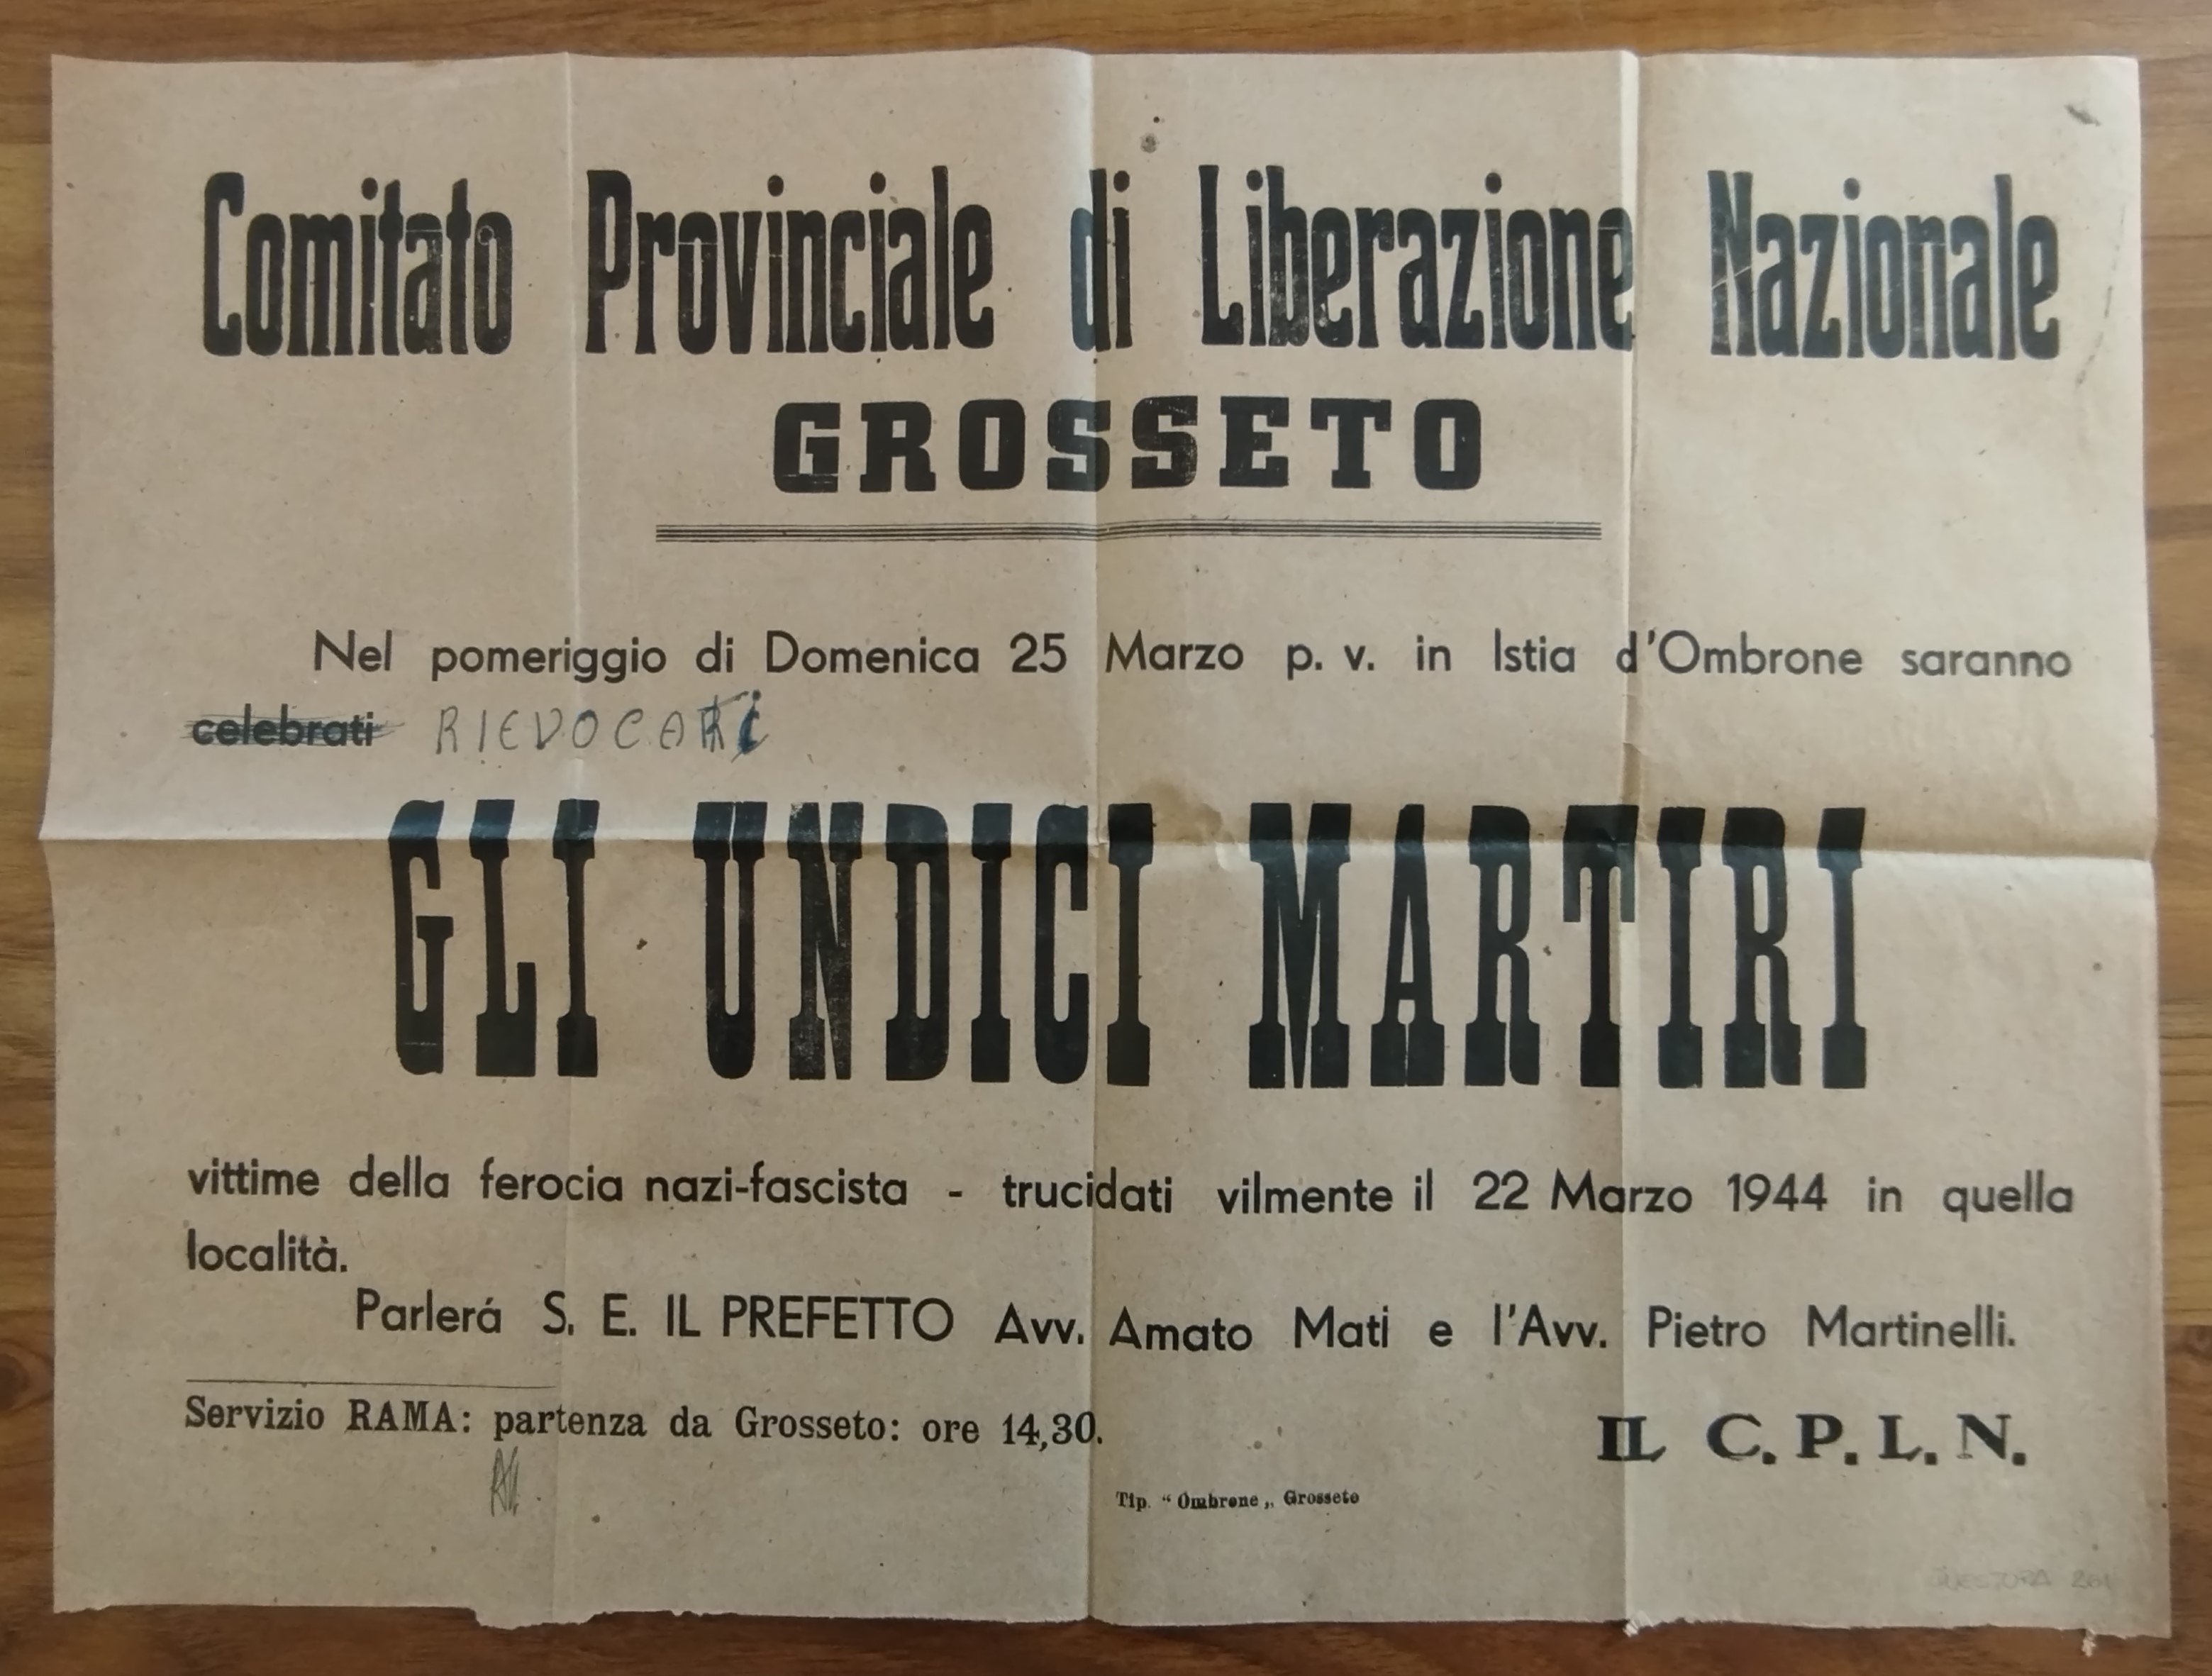 Comitato Provinciale di Liberazione Nazionale
GROSSETO
Nel pomeriggio di Domenica 25 Marzo p. v. in Istia d'Ombrone saranno
celebrati RIEVOCATI
GLI UNDICI MARTIRI
vittime della ferocia nazi-fascista - trucidati vilmente il 22 Marzo 1944 in quella
località.
Parlerá S. E. IL PREFETTO Avv. Amato Mati e l'Avv. Pietro Martinelli.
Servizio RAMA: partenza da Grosseto: ore 14,30.
IL C. P. L. N.
Tip. “ Ombrone „ Grosseto